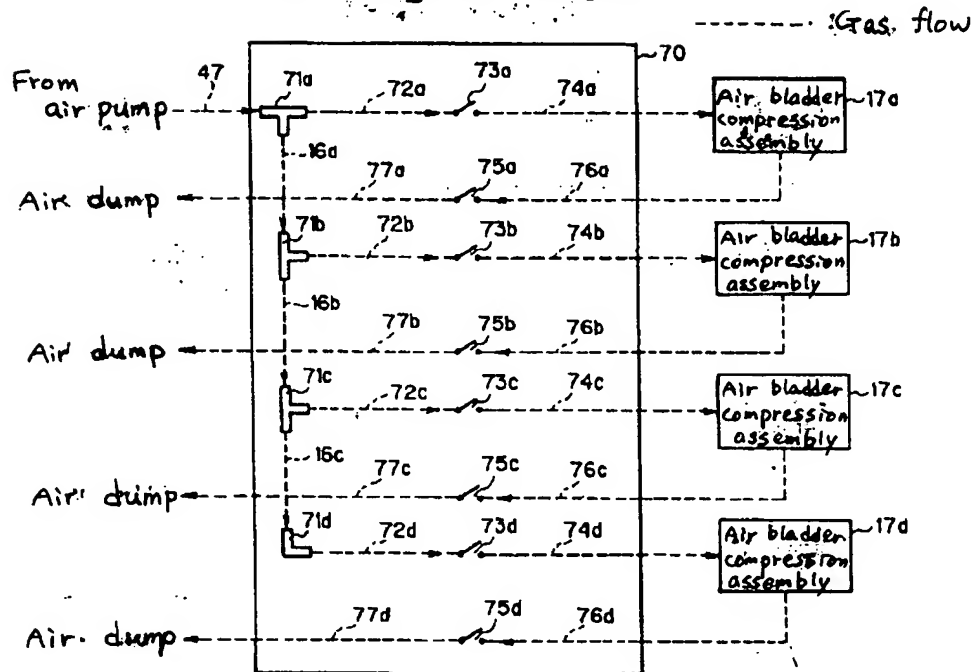 4
: Gas flow
70
From
air pump
47
71a
72a
73a
74a
Air bladder
compression
assembly
17a
16a
77a
75a
76a
Air dump
71b
72b
73b
74b
Air bladder
compression
assembly
17b
16b
77b
75b
76b
Air dump
71c
72c
73c
74c
Air bladder
compression
assembly
17c
16c
77c
75c
76c
Air dump
71d
72d
73d
74d
Air bladder
compression
assembly
17d
77d
75d
76d
Air dump